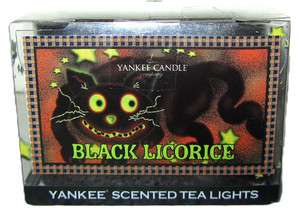 YANKEE CANDLE
BLACK LICORICE
YANKEE® SCENTED TEA LIGHTS